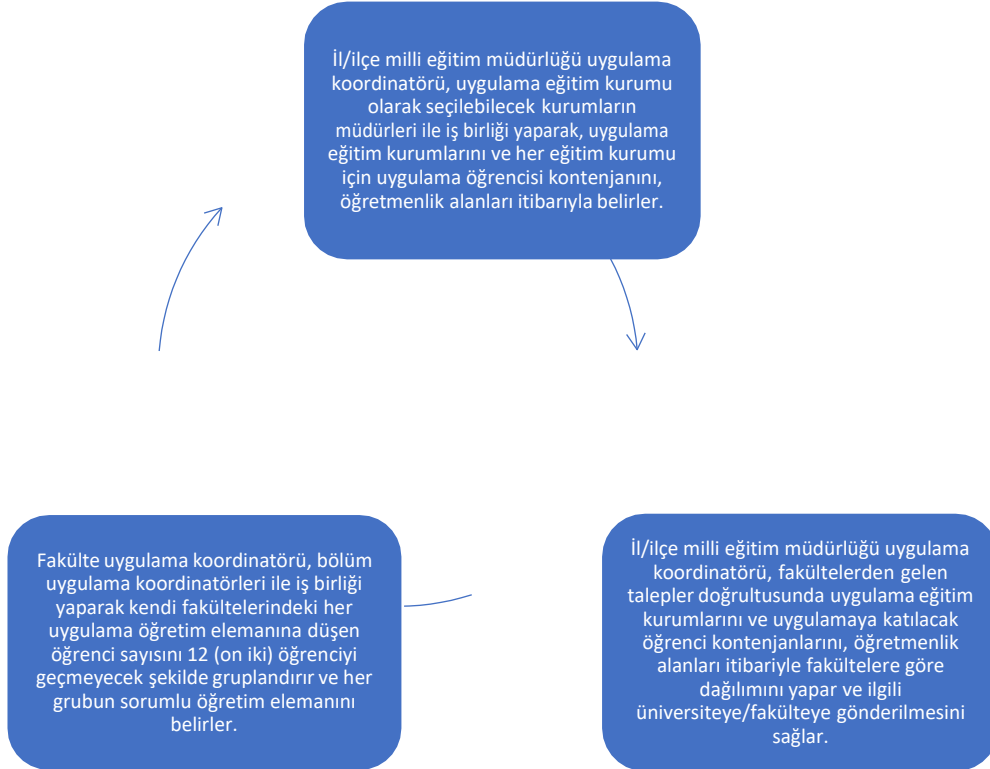 İl/ilçe milli eğitim müdürlüğü uygulama
koordinatörü, uygulama eğitim kurumu
olarak seçilebilecek kurumların
müdürleri ile iş birliği yaparak, uygulama
eğitim kurumlarını ve her eğitim kurumu
için uygulama öğrencisi kontenjanını,
öğretmenlik alanları itibarıyla belirler.
İl/ilçe milli eğitim müdürlüğü uygulama
koordinatörü, fakültelerden gelen
talepler doğrultusunda uygulama eğitim
kurumlarını ve uygulamaya katılacak
öğrenci kontenjanlarını, öğretmenlik
alanları itibariyle fakültelere göre
dağılımını yapar ve ilgili
üniversiteye/fakülteye gönderilmesini
sağlar.
Fakülte uygulama koordinatörü, bölüm
uygulama koordinatörleri ile iş birliği
yaparak kendi fakültelerindeki her
uygulama öğretim elemanına düşen
öğrenci sayısını 12 (on iki) öğrenciyi
geçmeyecek şekilde gruplandırır ve her
grubun sorumlu öğretim elemanını
belirler.